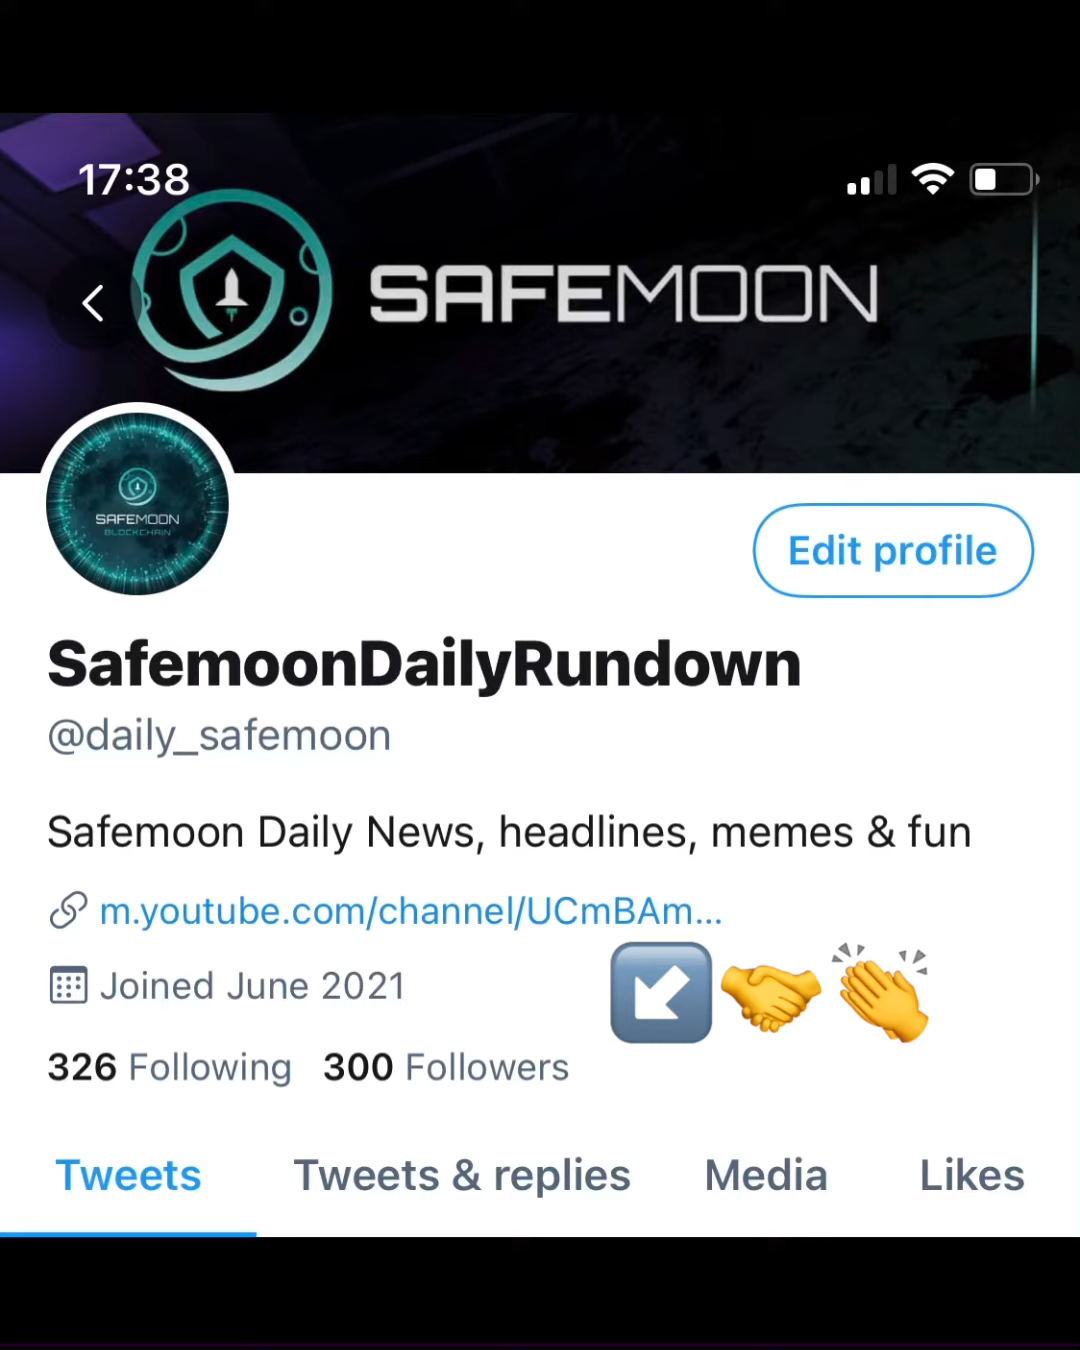 17:38
SAFEMOON
SAFEMOON
BLOCKCHAIN
Edit profile
SafemoonDailyRundown
@daily_safemoon
Safemoon Daily News, headlines, memes & fun
m.youtube.com/channel/UCmBAm...
Joined June 2021
326 Following 300 Followers
Tweets Tweets & replies Media Likes